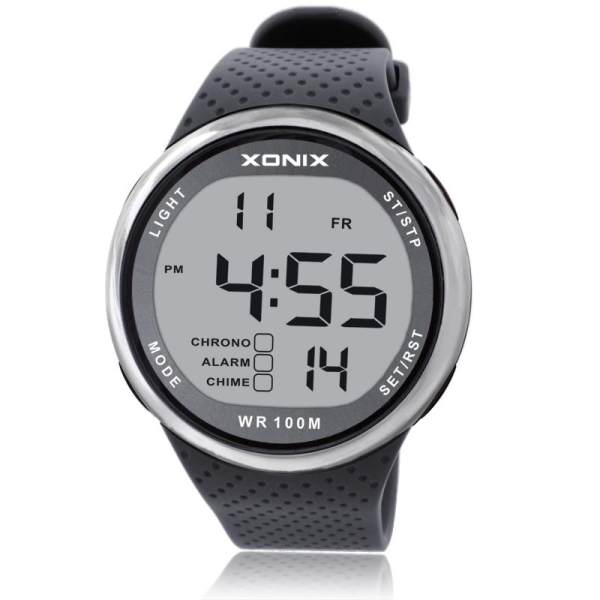 XONIX
LIGHT
ST/STP
11 FR
PM 4:55
CHRONO
ALARM
CHIME
14
MODE
SET/RST
WR 100M